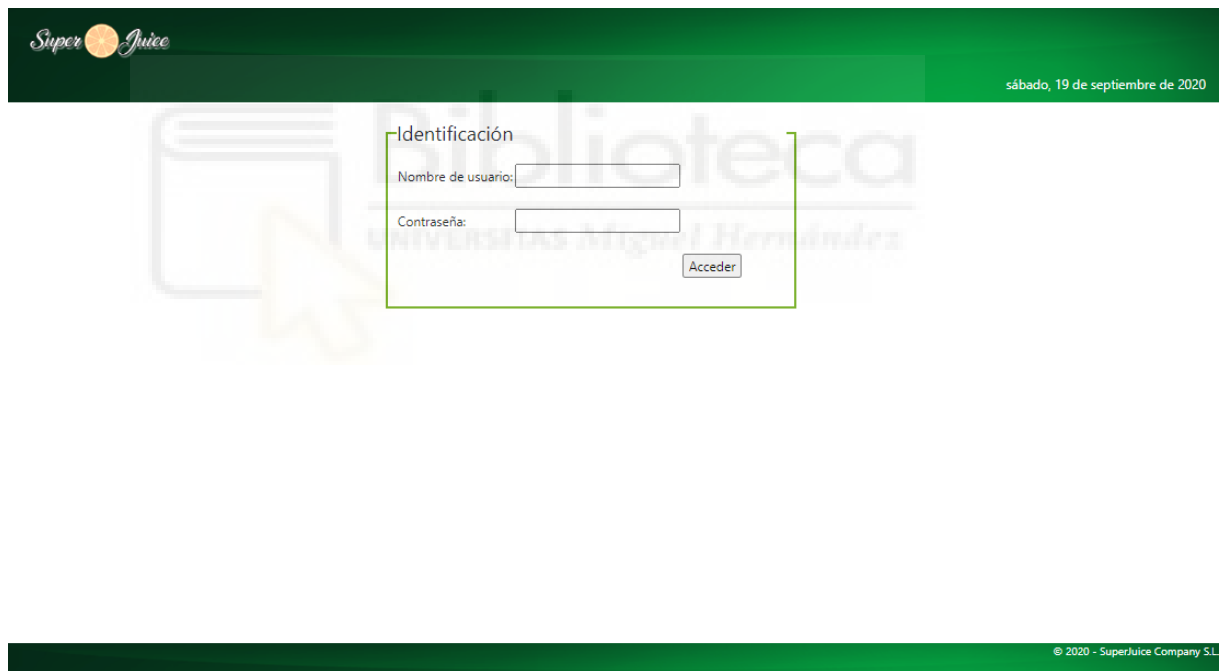 Super Juice
sábado, 19 de septiembre de 2020
Biblioteca
UNIVERSITAS Miguel Hernández
Identificación
Nombre de usuario:
Contraseña:
Acceder
© 2020 - SuperJuice Company S.L.